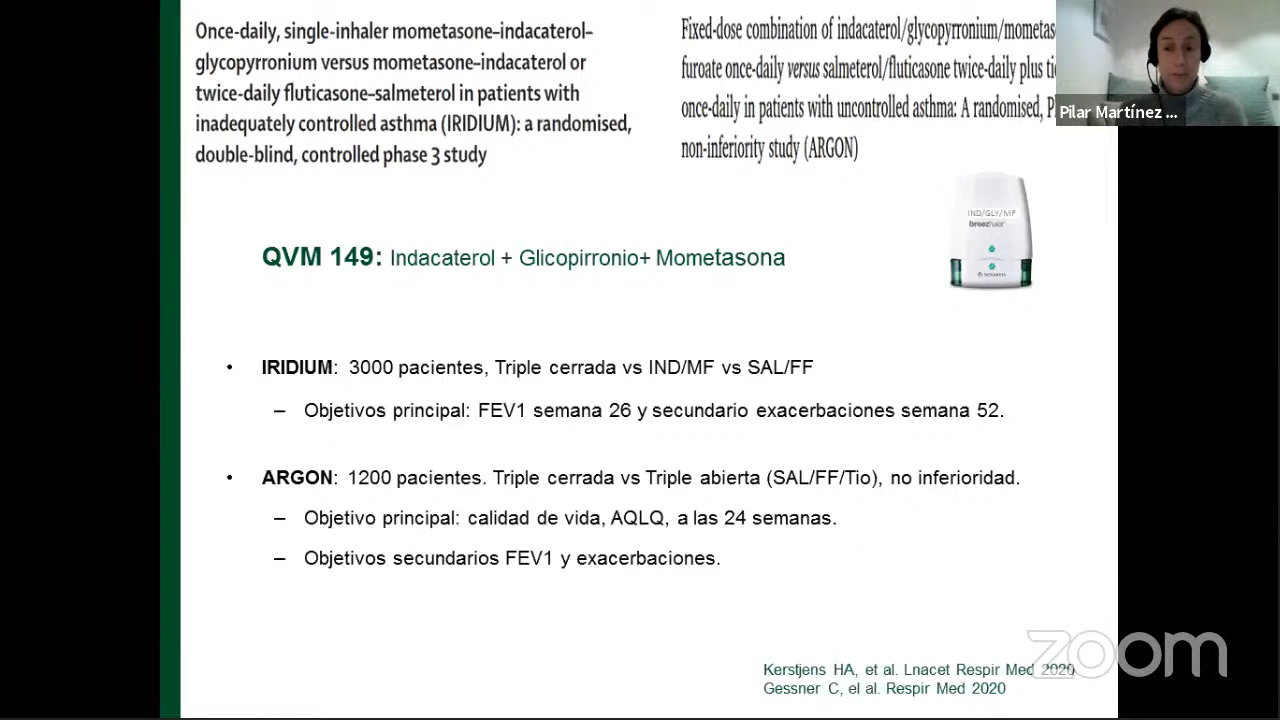 Once-daily, single-inhaler mometasone–indacaterol–
glycopyrronium versus mometasone–indacaterol or
twice-daily fluticasone–salmeterol in patients with
inadequately controlled asthma (IRIDIUM): a randomised,
double-blind, controlled phase 3 study
Fixed-dose combination of indacaterol/glycopyrronium/mometas
furoate once-daily versus salmeterol/fluticasone twice-daily plus
once-daily in patients with uncontrolled asthma: A randomised,
non-inferiority study (ARGON)
Pilar Martínez ...
IND/GLY/MF
breezhaler
NOVARTIS
QVM 149: Indacaterol + Glicopirronio+ Mometasona
• IRIDIUM: 3000 pacientes, Triple cerrada vs IND/MF vs SAL/FF
– Objetivos principal: FEV1 semana 26 y secundario exacerbaciones semana 52.
• ARGON: 1200 pacientes. Triple cerrada vs Triple abierta (SAL/FF/Tio), no inferioridad.
– Objetivo principal: calidad de vida, AQLQ, a las 24 semanas.
– Objetivos secundarios FEV1 y exacerbaciones.
Kerstjens HA, et al. Lnacet Respir Med 2020
Gessner C, el al. Respir Med 2020
zoom